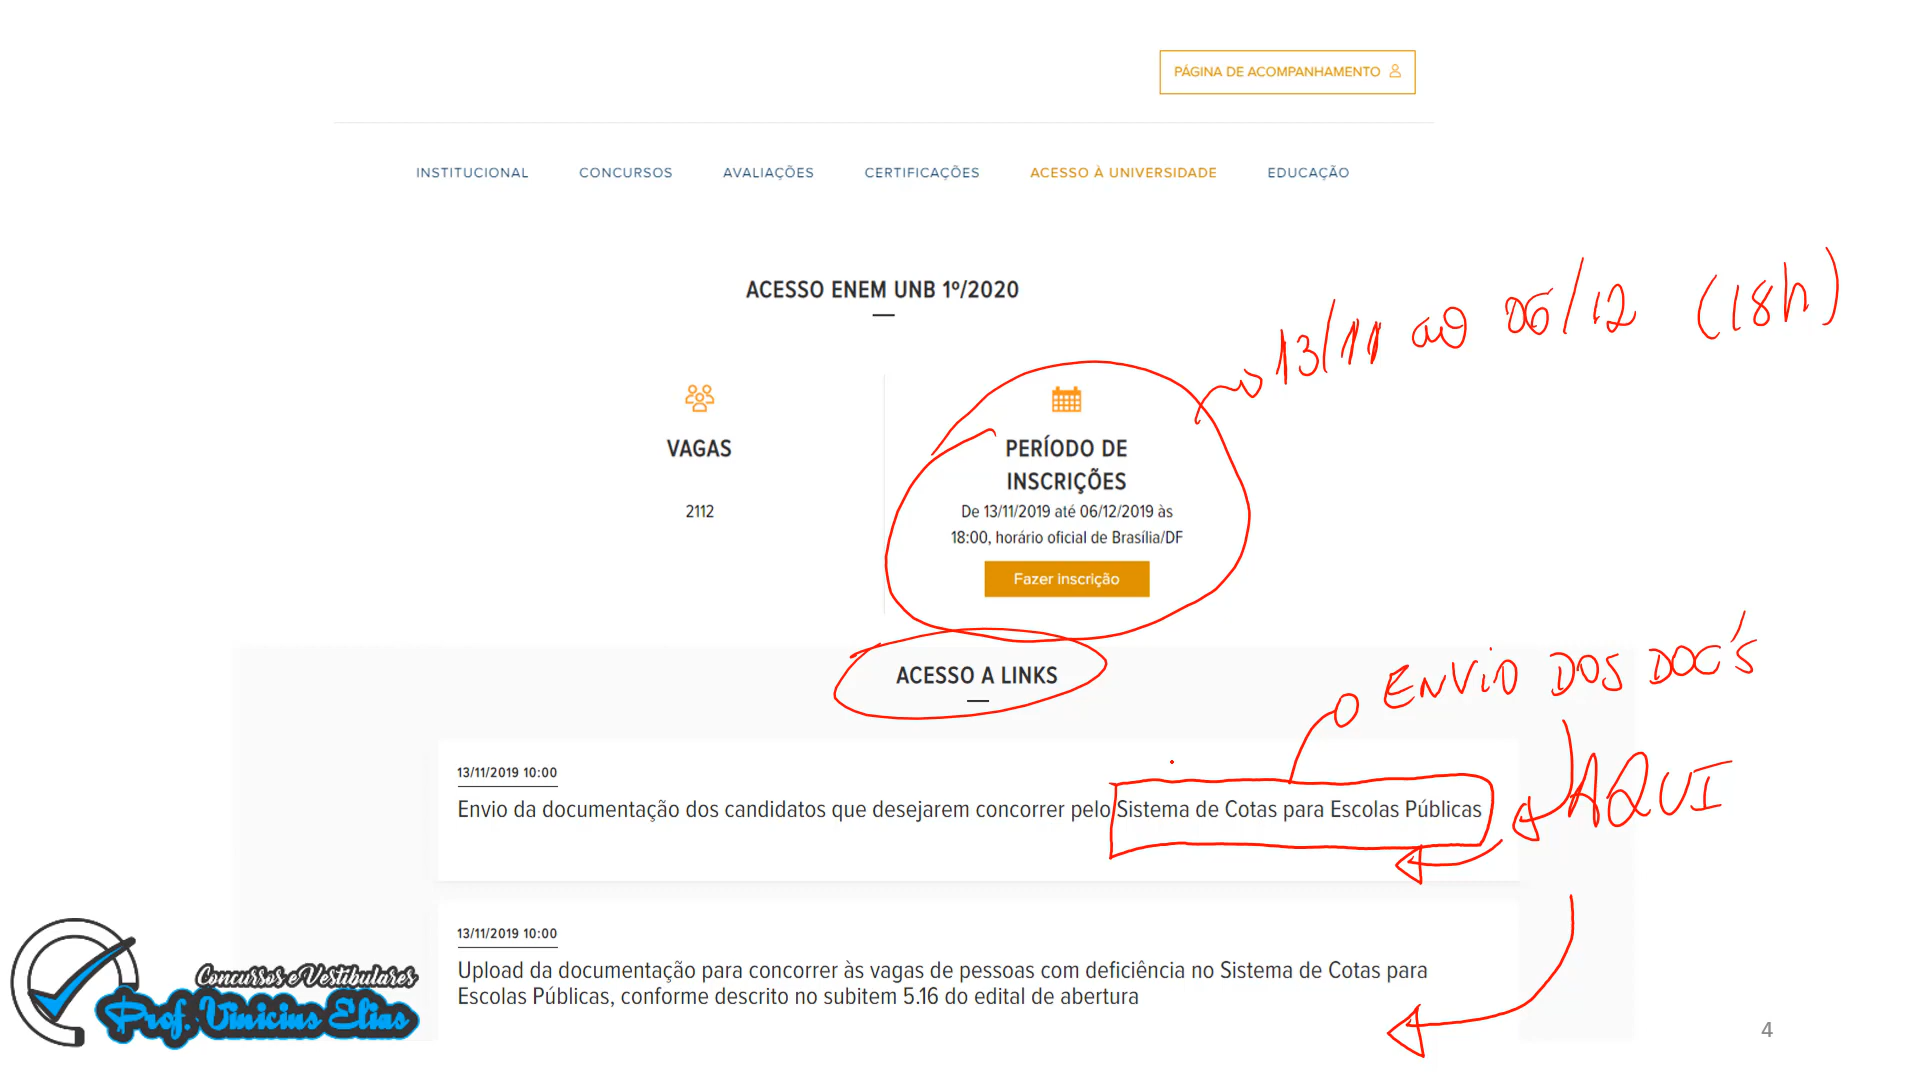 PÁGINA DE ACOMPANHAMENTO
INSTITUCIONAL CONCURSOS AVALIAÇÕES CERTIFICAÇÕES ACESSO À UNIVERSIDADE EDUCAÇÃO
ACESSO ENEM UNB 1º/2020
13/11 ao 06/12 (18h)
VAGAS
2112
PERÍODO DE
INSCRIÇÕES
De 13/11/2019 até 06/12/2019 às
18:00, horário oficial de Brasília/DF
Fazer inscrição
ACESSO A LINKS
ENVIO DOS DOC'S
AQUI
13/11/2019 10:00
Envio da documentação dos candidatos que desejarem concorrer pelo Sistema de Cotas para Escolas Públicas
13/11/2019 10:00
Upload da documentação para concorrer às vagas de pessoas com deficiência no Sistema de Cotas para
Escolas Públicas, conforme descrito no subitem 5.16 do edital de abertura
Concursos e Vestibulares
Prof. Vinicius Elias
4